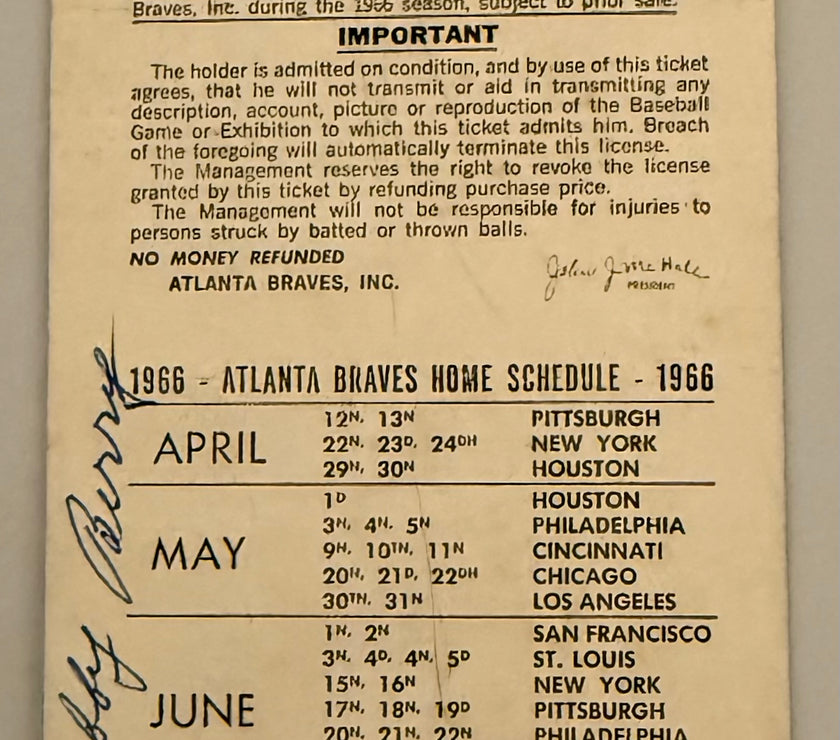 Braves, Inc. during the 1966 season, subject to prior sale.
IMPORTANT
The holder is admitted on condition, and by use of this ticket
agrees, that he will not transmit or aid in transmitting any
description, account, picture or reproduction of the Baseball
Game or Exhibition to which this ticket admits him. Breach
of the foregoing will automatically terminate this license.
The Management reserves the right to revoke the license
granted by this ticket by refunding purchase price.
The Management will not be responsible for injuries to
persons struck by batted or thrown balls.
NO MONEY REFUNDED
ATLANTA BRAVES, INC.
PRESIDENT
1966 - ATLANTA BRAVES HOME SCHEDULE - 1966
APRIL
12N, 13N PITTSBURGH
22N, 23D, 24DH NEW YORK
29N, 30N HOUSTON
MAY
1D HOUSTON
3N, 4N, 5N PHILADELPHIA
9N, 10TN, 11N CINCINNATI
20N, 21D, 22DH CHICAGO
30TN, 31N LOS ANGELES
JUNE
1N, 2N SAN FRANCISCO
3N, 4D, 4N, 5D ST. LOUIS
15N, 16N NEW YORK
17N, 18N, 19D PITTSBURGH
20N, 21N, 22N PHILADELPHIA